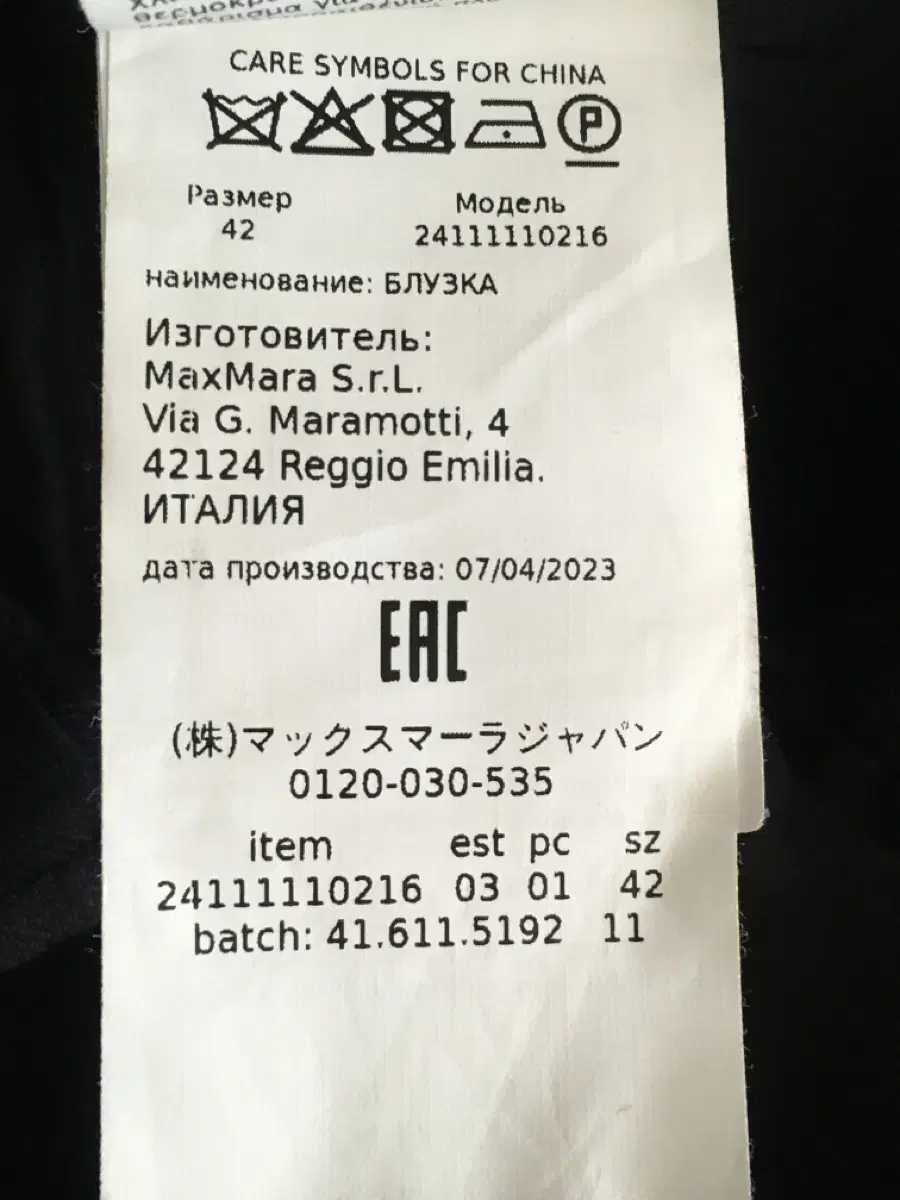 CARE SYMBOLS FOR CHINA
P
Размер Модель
42 24111110216
наименование: БЛУЗКА
Изготовитель:
MaxMara S.r.L.
Via G. Maramotti, 4
42124 Reggio Emilia.
ИТАЛИЯ
дата производства: 07/04/2023
EAC
(株)マックスマーラジャパン
0120-030-535
item est pc sz
24111110216 03 01 42
batch: 41.611.5192 11